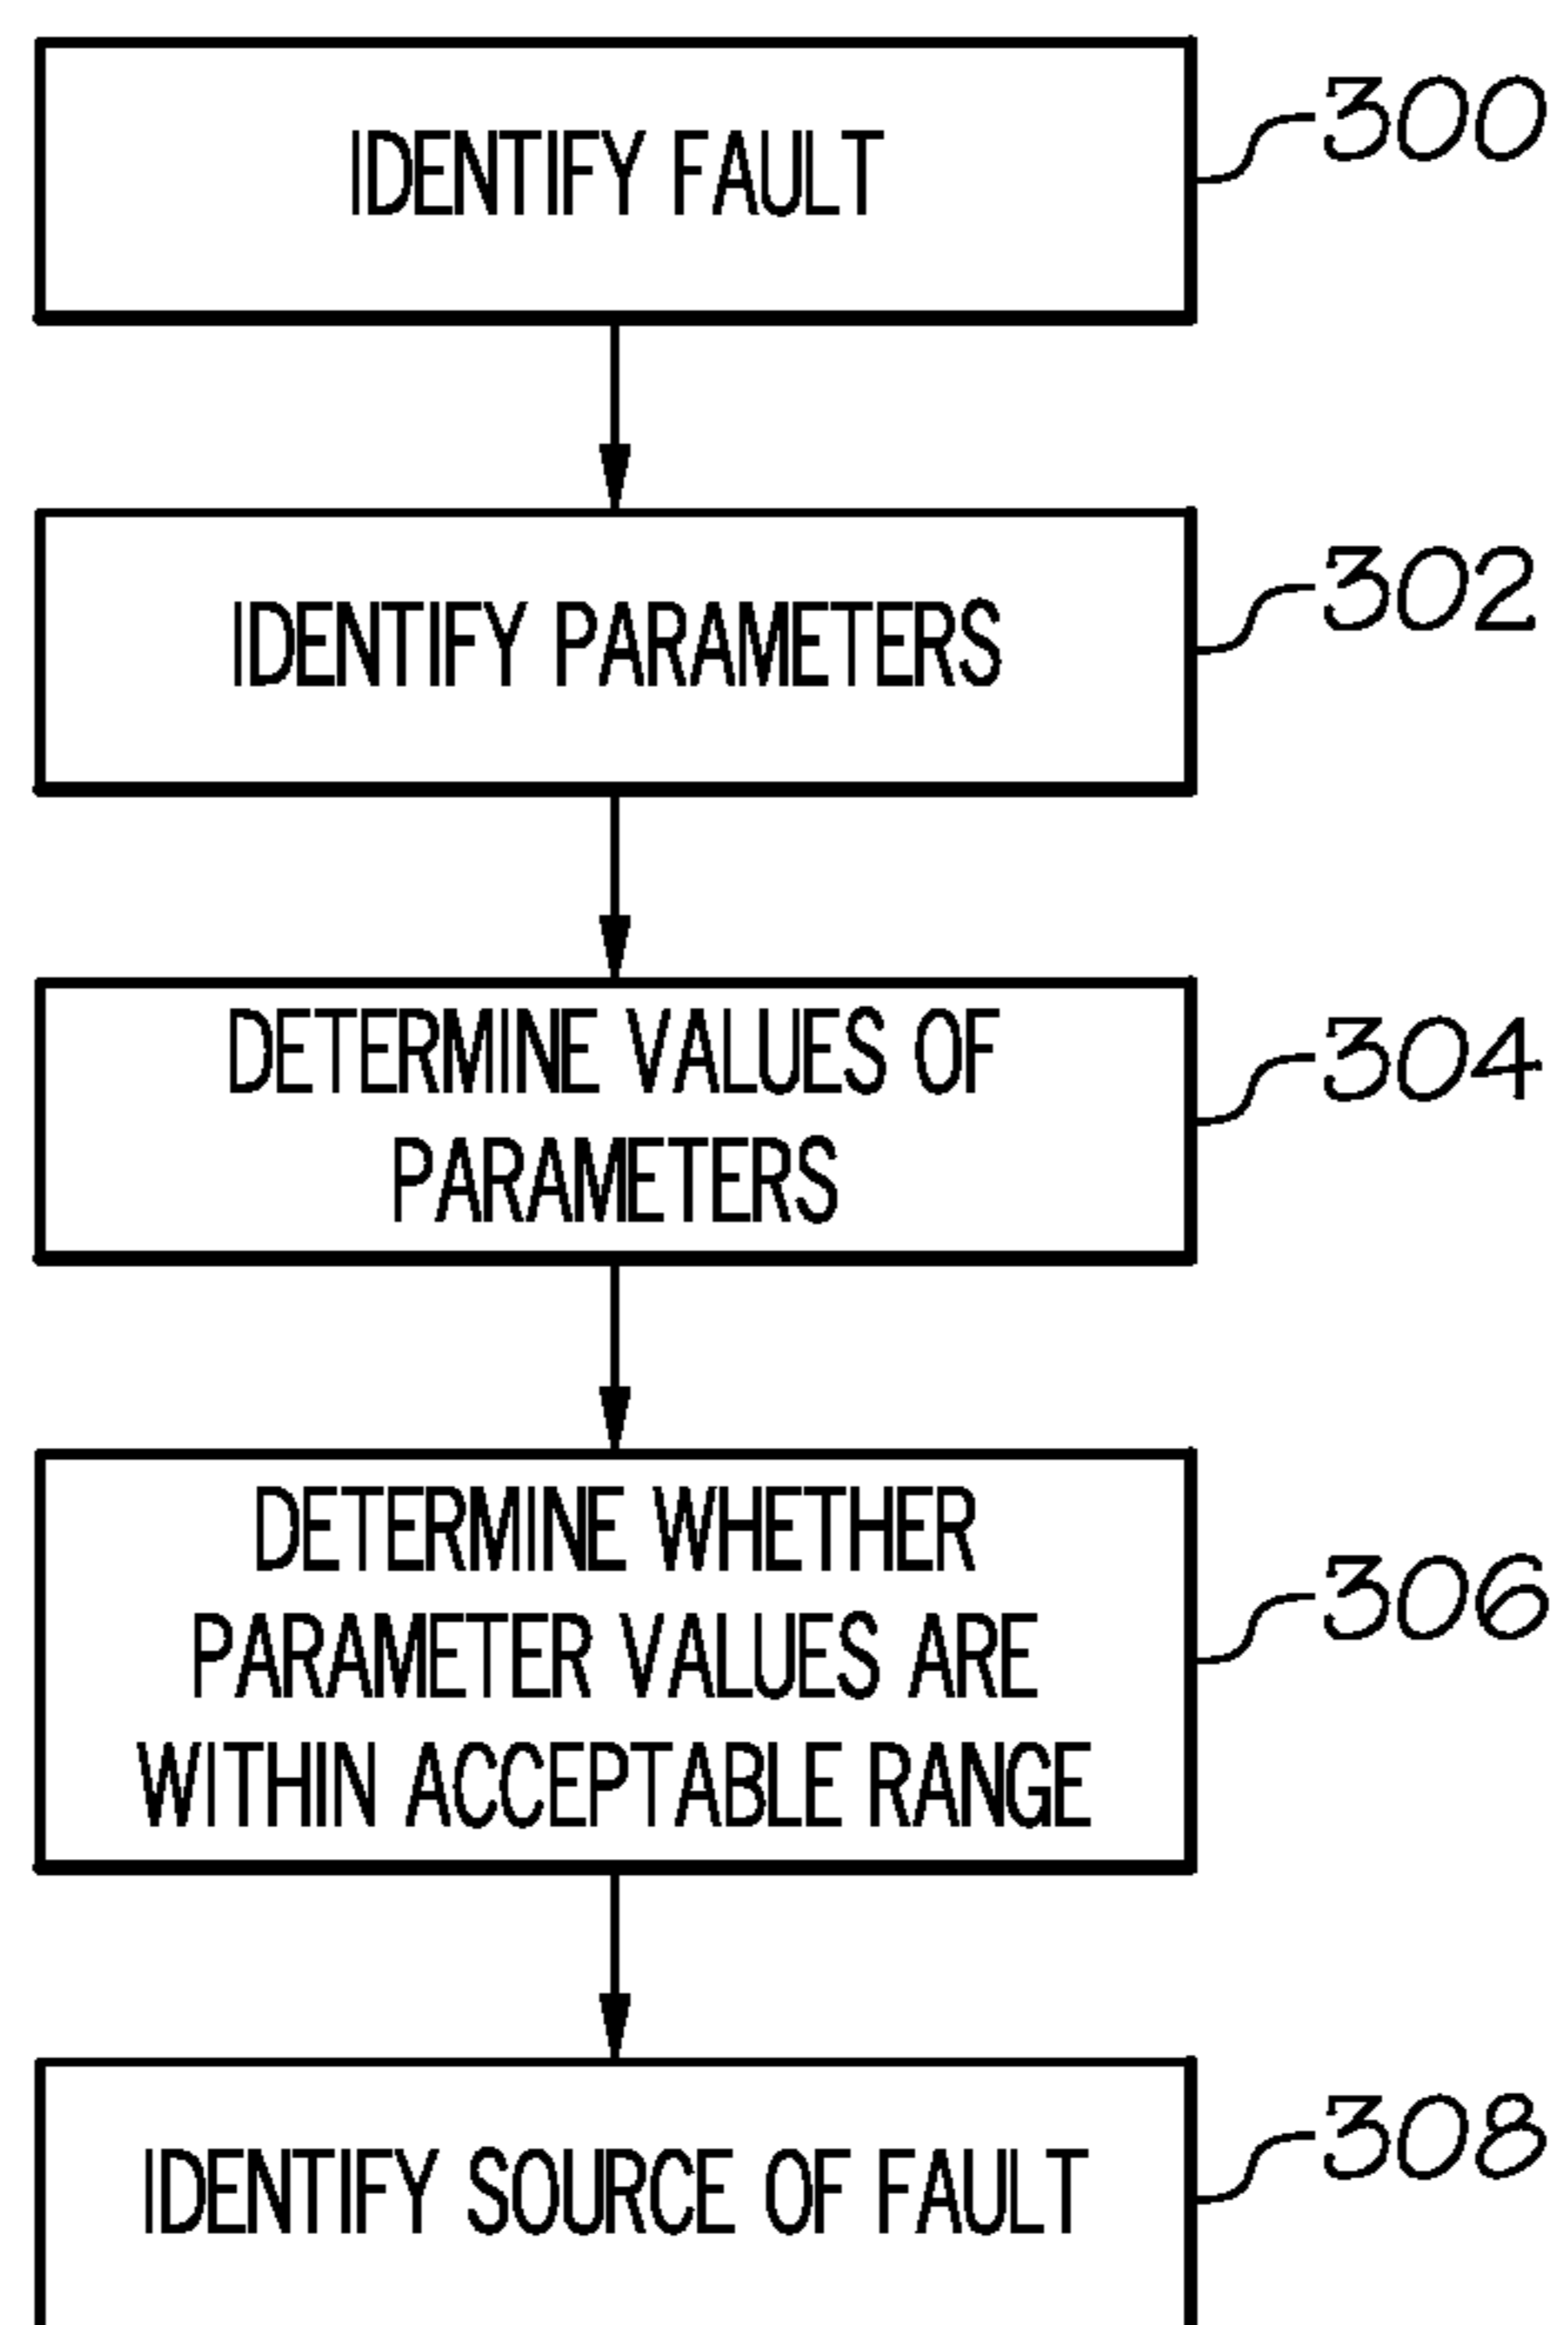 IDENTIFY FAULT
300
IDENTIFY PARAMETERS
302
DETERMINE VALUES OF
PARAMETERS
304
DETERMINE WHETHER
PARAMETER VALUES ARE
WITHIN ACCEPTABLE RANGE
306
IDENTIFY SOURCE OF FAULT
308